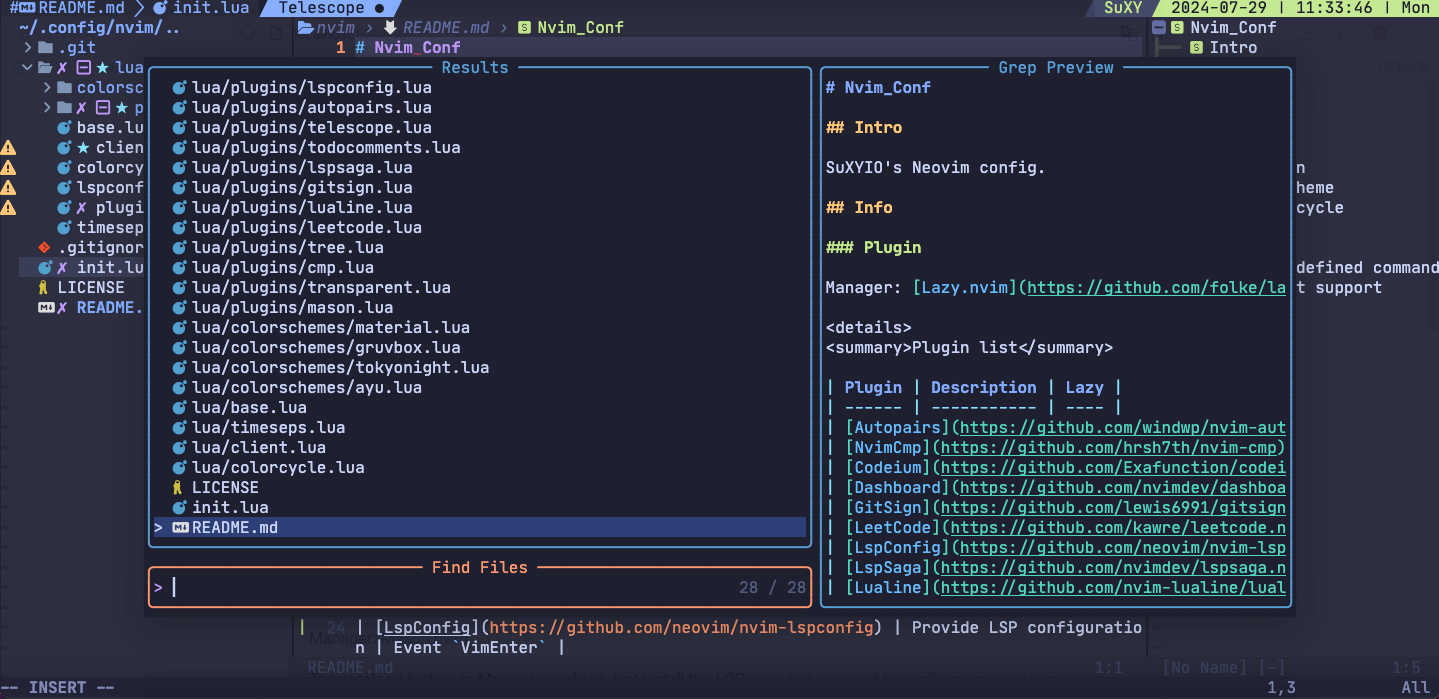 #README.md init.lua Telescope ● SuXY 2024-07-29 | 11:33:46 | Mon
~/.config/nvim/.. nvim > README.md > Nvim_Conf Nvim_Conf
.git 1 # Nvim_Conf Intro
lua Results Grep Preview
colorsc lua/plugins/lspconfig.lua # Nvim_Conf
p lua/plugins/autopairs.lua
base.lu lua/plugins/telescope.lua ## Intro
clien lua/plugins/todocomments.lua
colorcy lua/plugins/lspsaga.lua SuXYIO's Neovim config. n
lspconf lua/plugins/gitsign.lua heme
plugi lua/plugins/lualine.lua ## Info cycle
timesep lua/plugins/leetcode.lua
.gitignor lua/plugins/tree.lua ### Plugin
init.lu lua/plugins/cmp.lua defined command
LICENSE lua/plugins/transparent.lua Manager: [Lazy.nvim](https://github.com/folke/la t support
README. lua/plugins/mason.lua
lua/colorschemes/material.lua <details>
lua/colorschemes/gruvbox.lua <summary>Plugin list</summary>
lua/colorschemes/tokyonight.lua
lua/colorschemes/ayu.lua | Plugin | Description | Lazy |
lua/base.lua | ------ | ----------- | ---- |
lua/timeseps.lua | [Autopairs](https://github.com/windwp/nvim-aut
lua/client.lua | [NvimCmp](https://github.com/hrsh7th/nvim-cmp)
lua/colorcycle.lua | [Codeium](https://github.com/Exafunction/codei
LICENSE | [Dashboard](https://github.com/nvimdev/dashboa
init.lua | [GitSign](https://github.com/lewis6991/gitsign
> README.md | [LeetCode](https://github.com/kawre/leetcode.n
| [LspConfig](https://github.com/neovim/nvim-lsp
Find Files | [LspSaga](https://github.com/nvimdev/lspsaga.n
> 28 / 28 | [Lualine](https://github.com/nvim-lualine/lual
24 | [LspConfig](https://github.com/neovim/nvim-lspconfig) | Provide LSP configuratio
n | Event `VimEnter` |
README.md 1:1 [No Name] [-] 1:5
-- INSERT -- 1,3 All